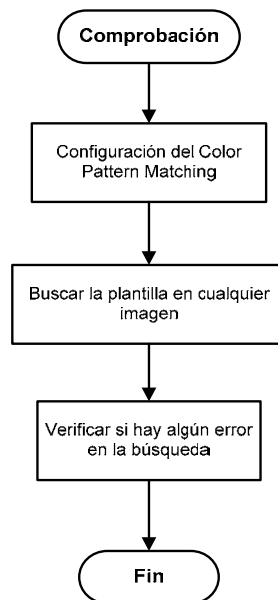 Comprobación
Configuración del Color
Pattern Matching
Buscar la plantilla en cualquier
imagen
Verificar si hay algún error
en la búsqueda
Fin